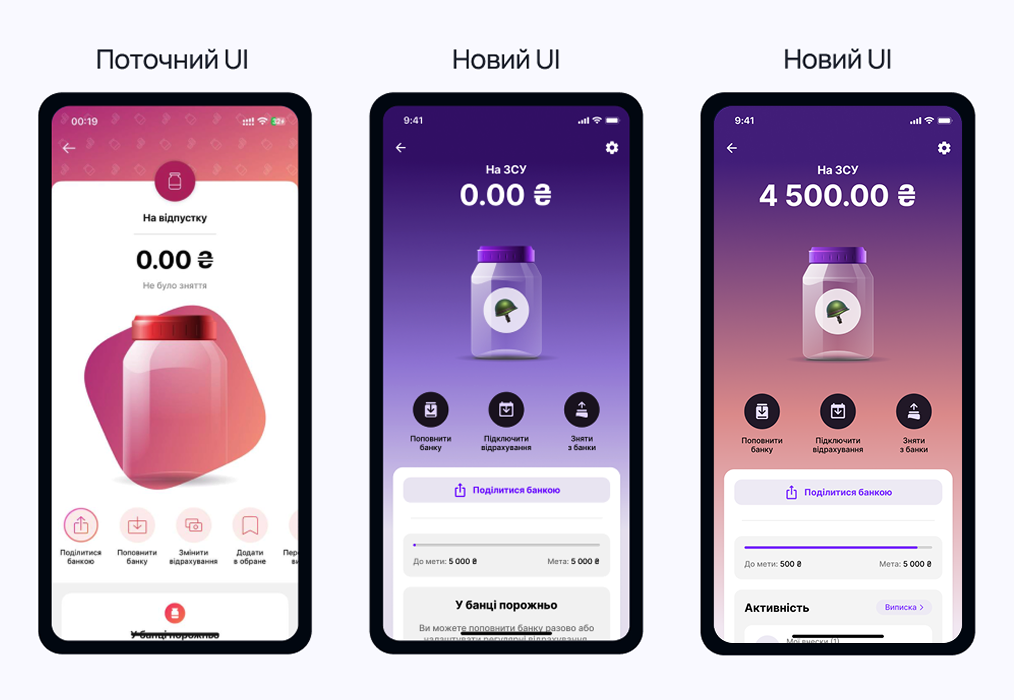 Поточний UI
Новий UI
Новий UI
00:19
32
На відпустку
0.00 ₴
Не було зняття
Поділитися
банкою
Поповнити
банку
Змінити
відрахування
Додати
в обране
Пер
ви
У банці порожньо
9:41
На ЗСУ
0.00 ₴
Поповнити
банку
Підключити
відрахування
Зняти
з банки
Поділитися банкою
До мети: 5 000 ₴
Мета: 5 000 ₴
У банці порожньо
Ви можете поповнити банку разово або
налаштувати регулярні відрахування
9:41
На ЗСУ
4 500.00 ₴
Поповнити
банку
Підключити
відрахування
Зняти
з банки
Поділитися банкою
До мети: 500 ₴
Мета: 5 000 ₴
Активність
Виписка >
Мої внески (1)